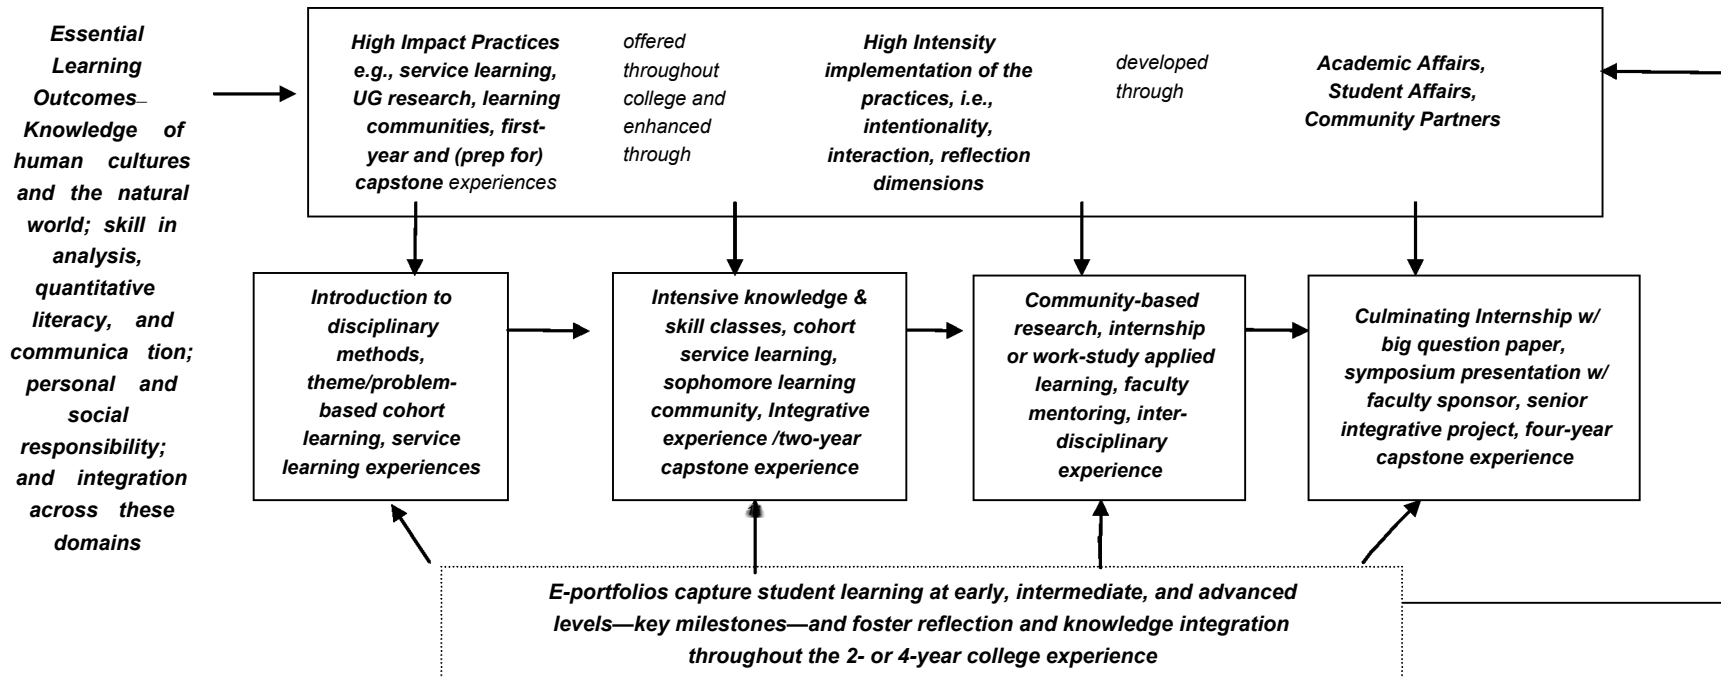 Essential
Learning
Outcomes–
Knowledge of
human cultures
and the natural
world; skill in
analysis,
quantitative
literacy, and
communica tion;
personal and
social
responsibility;
and integration
across these
domains
High Impact Practices
e.g., service learning,
UG research, learning
communities, first-
year and (prep for)
capstone experiences
offered
throughout
college and
enhanced
through
High Intensity
implementation of the
practices, i.e.,
intentionality,
interaction, reflection
dimensions
developed
through
Academic Affairs,
Student Affairs,
Community Partners
Introduction to
disciplinary
methods,
theme/problem-
based cohort
learning, service
learning experiences
Intensive knowledge &
skill classes, cohort
service learning,
sophomore learning
community, Integrative
experience /two-year
capstone experience
Community-based
research, internship
or work-study applied
learning, faculty
mentoring, inter-
disciplinary
experience
Culminating Internship w/
big question paper,
symposium presentation w/
faculty sponsor, senior
integrative project, four-year
capstone experience
E-portfolios capture student learning at early, intermediate, and advanced
levels—key milestones—and foster reflection and knowledge integration
throughout the 2- or 4-year college experience